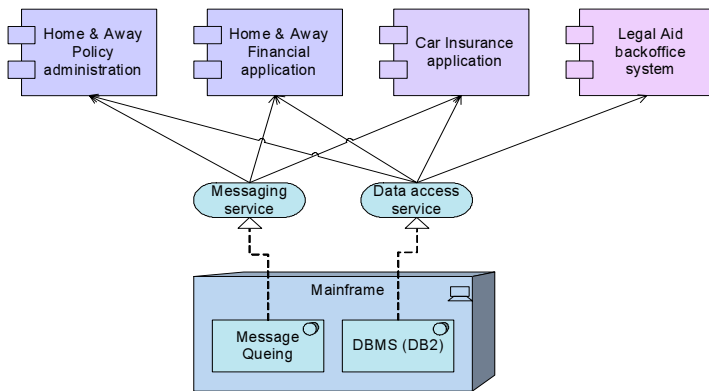 Home & Away
Policy
administration
Home & Away
Financial
application
Car Insurance
application
Legal Aid
backoffice
system
Messaging
service
Data access
service
Mainframe
Message
Queing
DBMS (DB2)